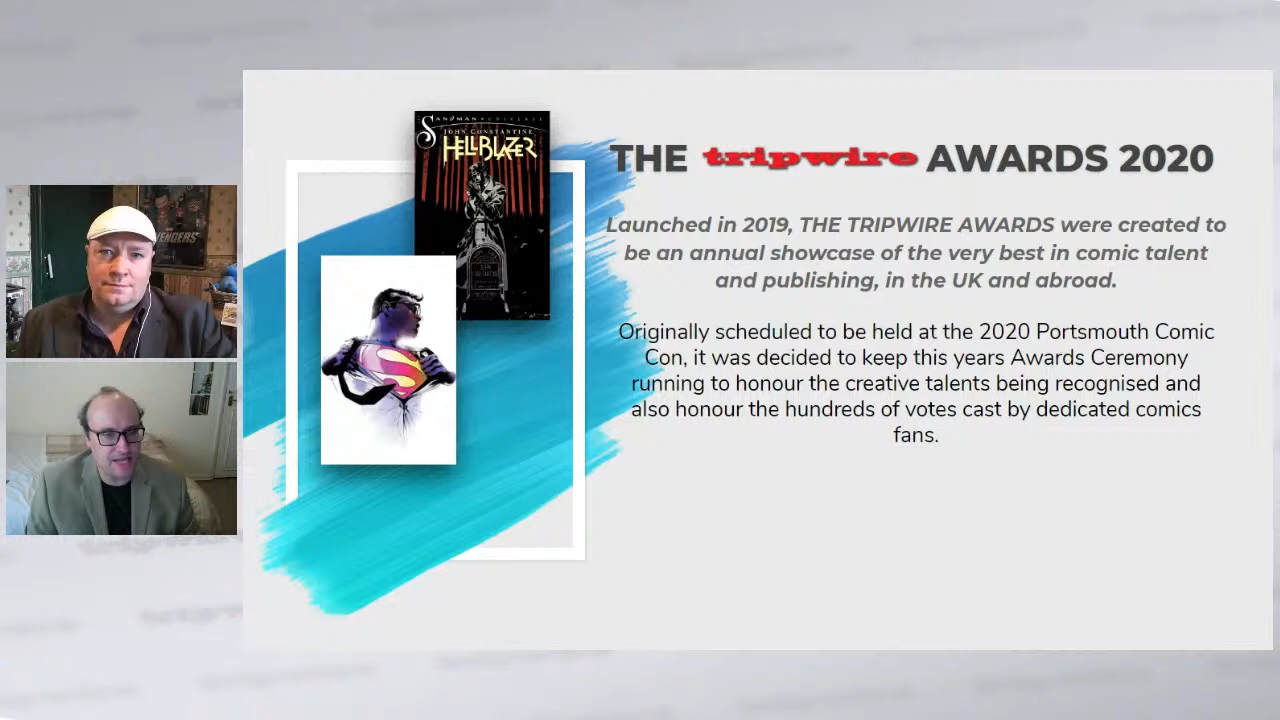 THE tripwire AWARDS 2020
Launched in 2019, THE TRIPWIRE AWARDS were created to
be an annual showcase of the very best in comic talent
and publishing, in the UK and abroad.
Originally scheduled to be held at the 2020 Portsmouth Comic
Con, it was decided to keep this years Awards Ceremony
running to honour the creative talents being recognised and
also honour the hundreds of votes cast by dedicated comics
fans.
SANDMAN UNIVERSE
JOHN CONSTANTINE
HELLBLAZER
VENGERS